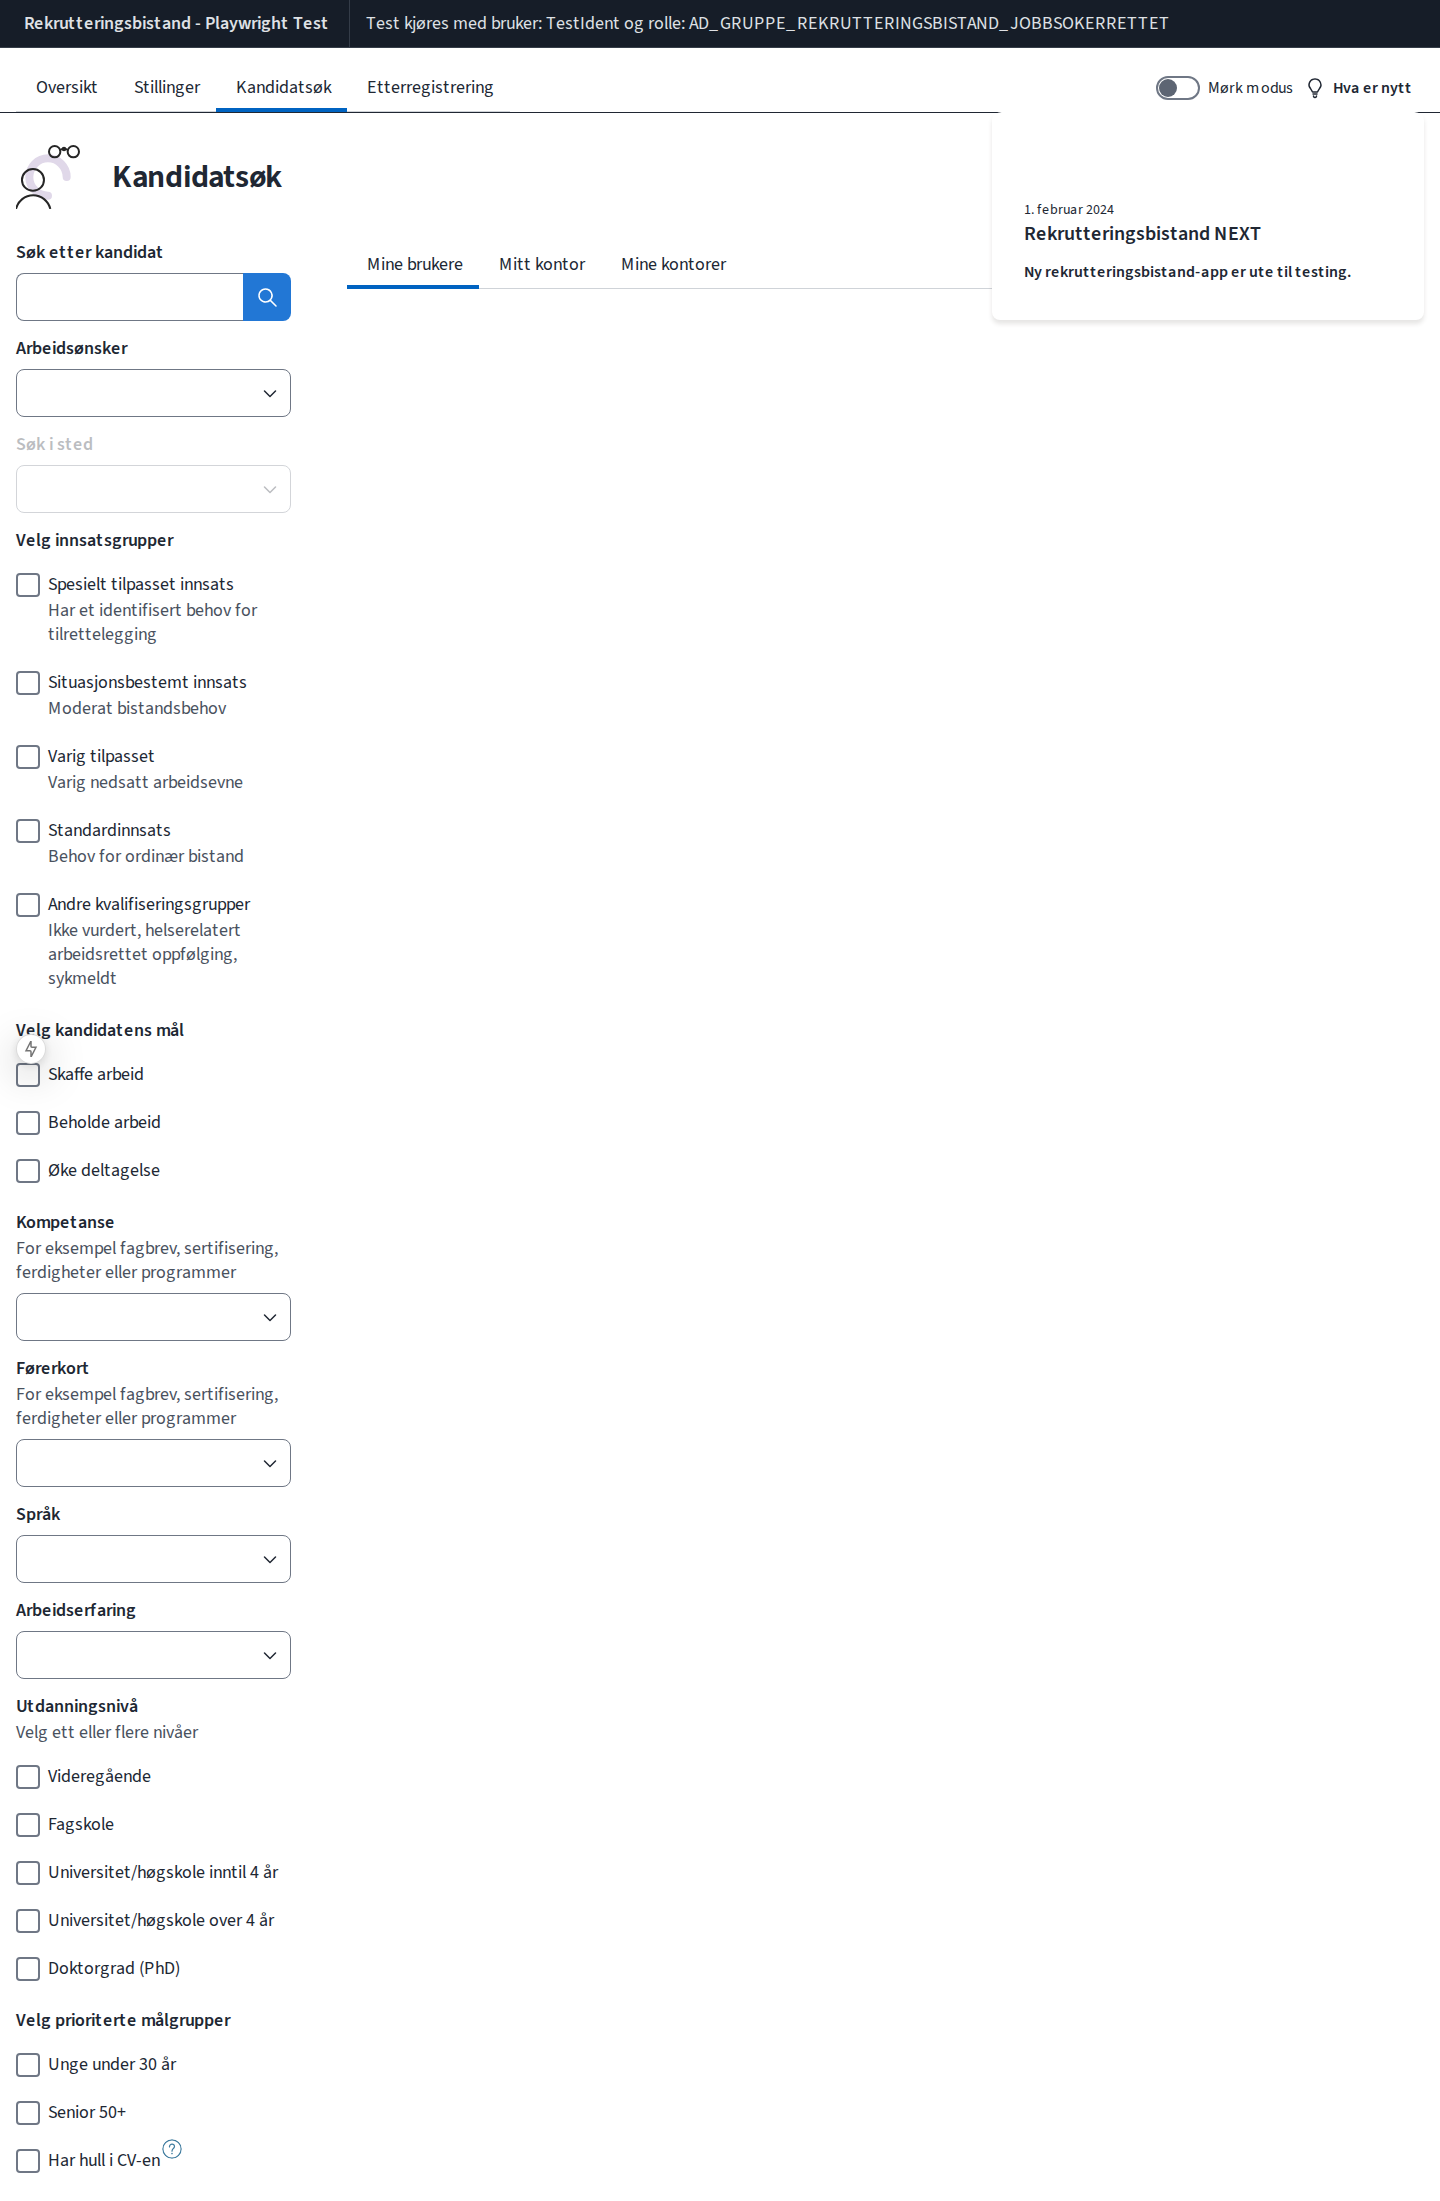 Rekrutteringsbistand - Playwright Test
Test kjøres med bruker: TestIdent og rolle: AD_GRUPPE_REKRUTTERINGSBISTAND_JOBBSOKERRETTET
Oversikt
Stillinger
Kandidatsøk
Etterregistrering
Mørk modus
Hva er nytt
Kandidatsøk
1. februar 2024
Rekrutteringsbistand NEXT
Ny rekrutteringsbistand-app er ute til testing.
Mine brukere
Mitt kontor
Mine kontorer
Søk etter kandidat
Arbeidsønsker
Søk i sted
Velg innsatsgrupper
Spesielt tilpasset innsats
Har et identifisert behov for
tilrettelegging
Situasjonsbestemt innsats
Moderat bistandsbehov
Varig tilpasset
Varig nedsatt arbeidsevne
Standardinnsats
Behov for ordinær bistand
Andre kvalifiseringsgrupper
Ikke vurdert, helserelatert
arbeidsrettet oppfølging,
sykmeldt
Velg kandidatens mål
Skaffe arbeid
Beholde arbeid
Øke deltagelse
Kompetanse
For eksempel fagbrev, sertifisering,
ferdigheter eller programmer
Førerkort
For eksempel fagbrev, sertifisering,
ferdigheter eller programmer
Språk
Arbeidserfaring
Utdanningsnivå
Velg ett eller flere nivåer
Videregående
Fagskole
Universitet/høgskole inntil 4 år
Universitet/høgskole over 4 år
Doktorgrad (PhD)
Velg prioriterte målgrupper
Unge under 30 år
Senior 50+
Har hull i CV-en